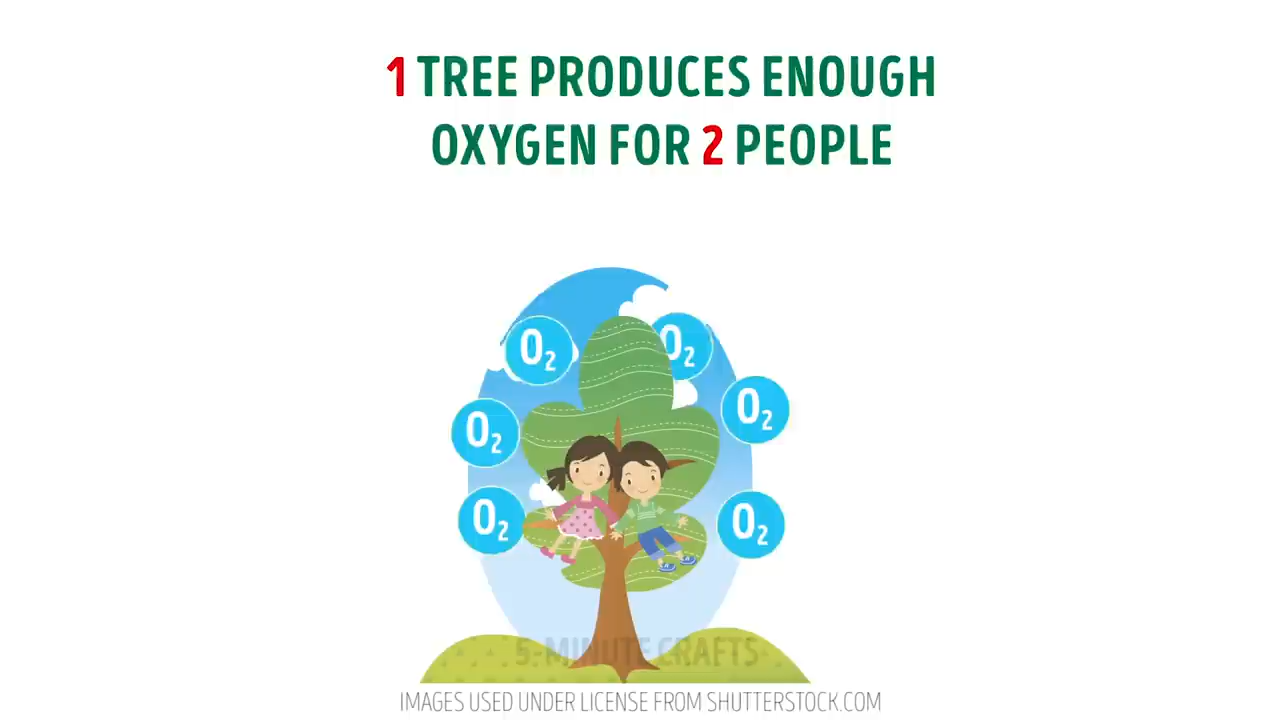 1 TREE PRODUCES ENOUGH
OXYGEN FOR 2 PEOPLE
O2
O2
O2
O2
O2
O2
5-MINUTE CRAFTS
IMAGES USED UNDER LICENSE FROM SHUTTERSTOCK.COM